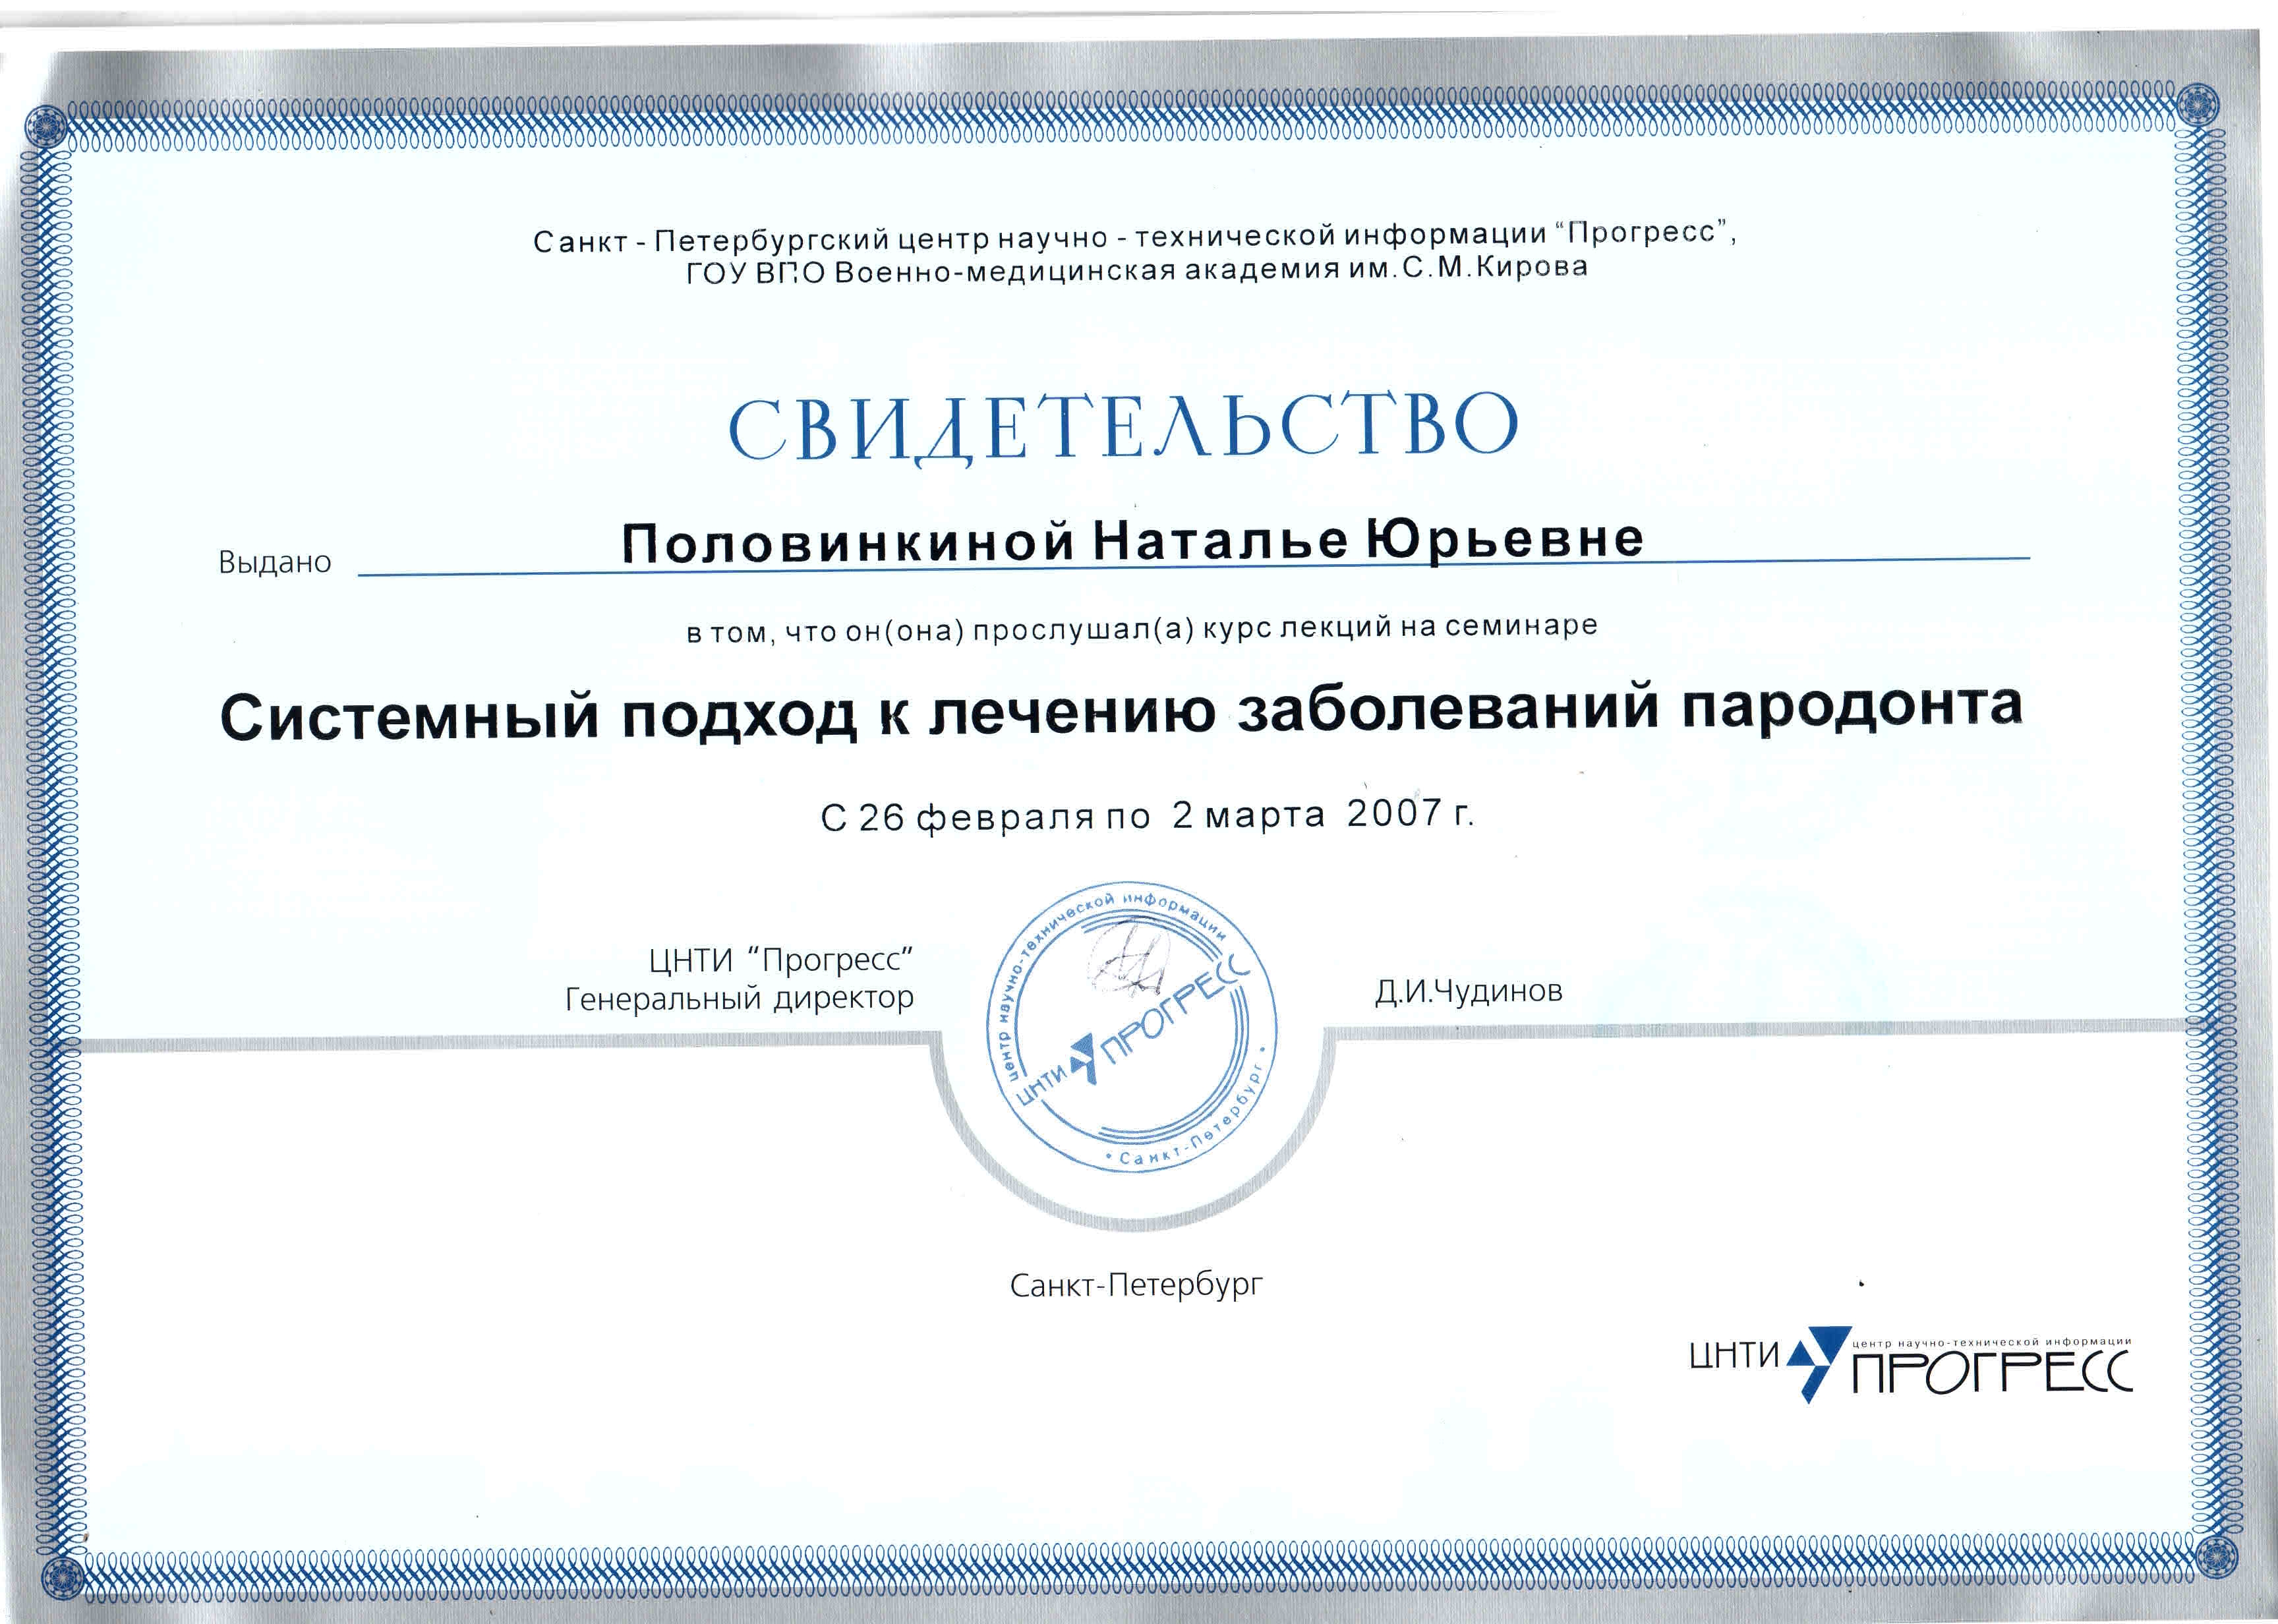 Санкт - Петербургский центр научно - технической информации “Прогресс”,
ГОУ ВПО Военно-медицинская академия им.С.М.Кирова
СВИДЕТЕЛЬСТВО
Выдано Половинкиной Наталье Юрьевне
в том, что он(она) прослушал(а) курс лекций на семинаре
Системный подход к лечению заболеваний пародонта
С 26 февраля по 2 марта 2007 г.
ЦНТИ “Прогресс”
Генеральный директор
Д.И.Чудинов
центр научно-технической информации
ЦНТИ ПРОГРЕСС
• Санкт-Петербург •
Санкт-Петербург
центр научно-технической информации
ЦНТИ ПРОГРЕСС